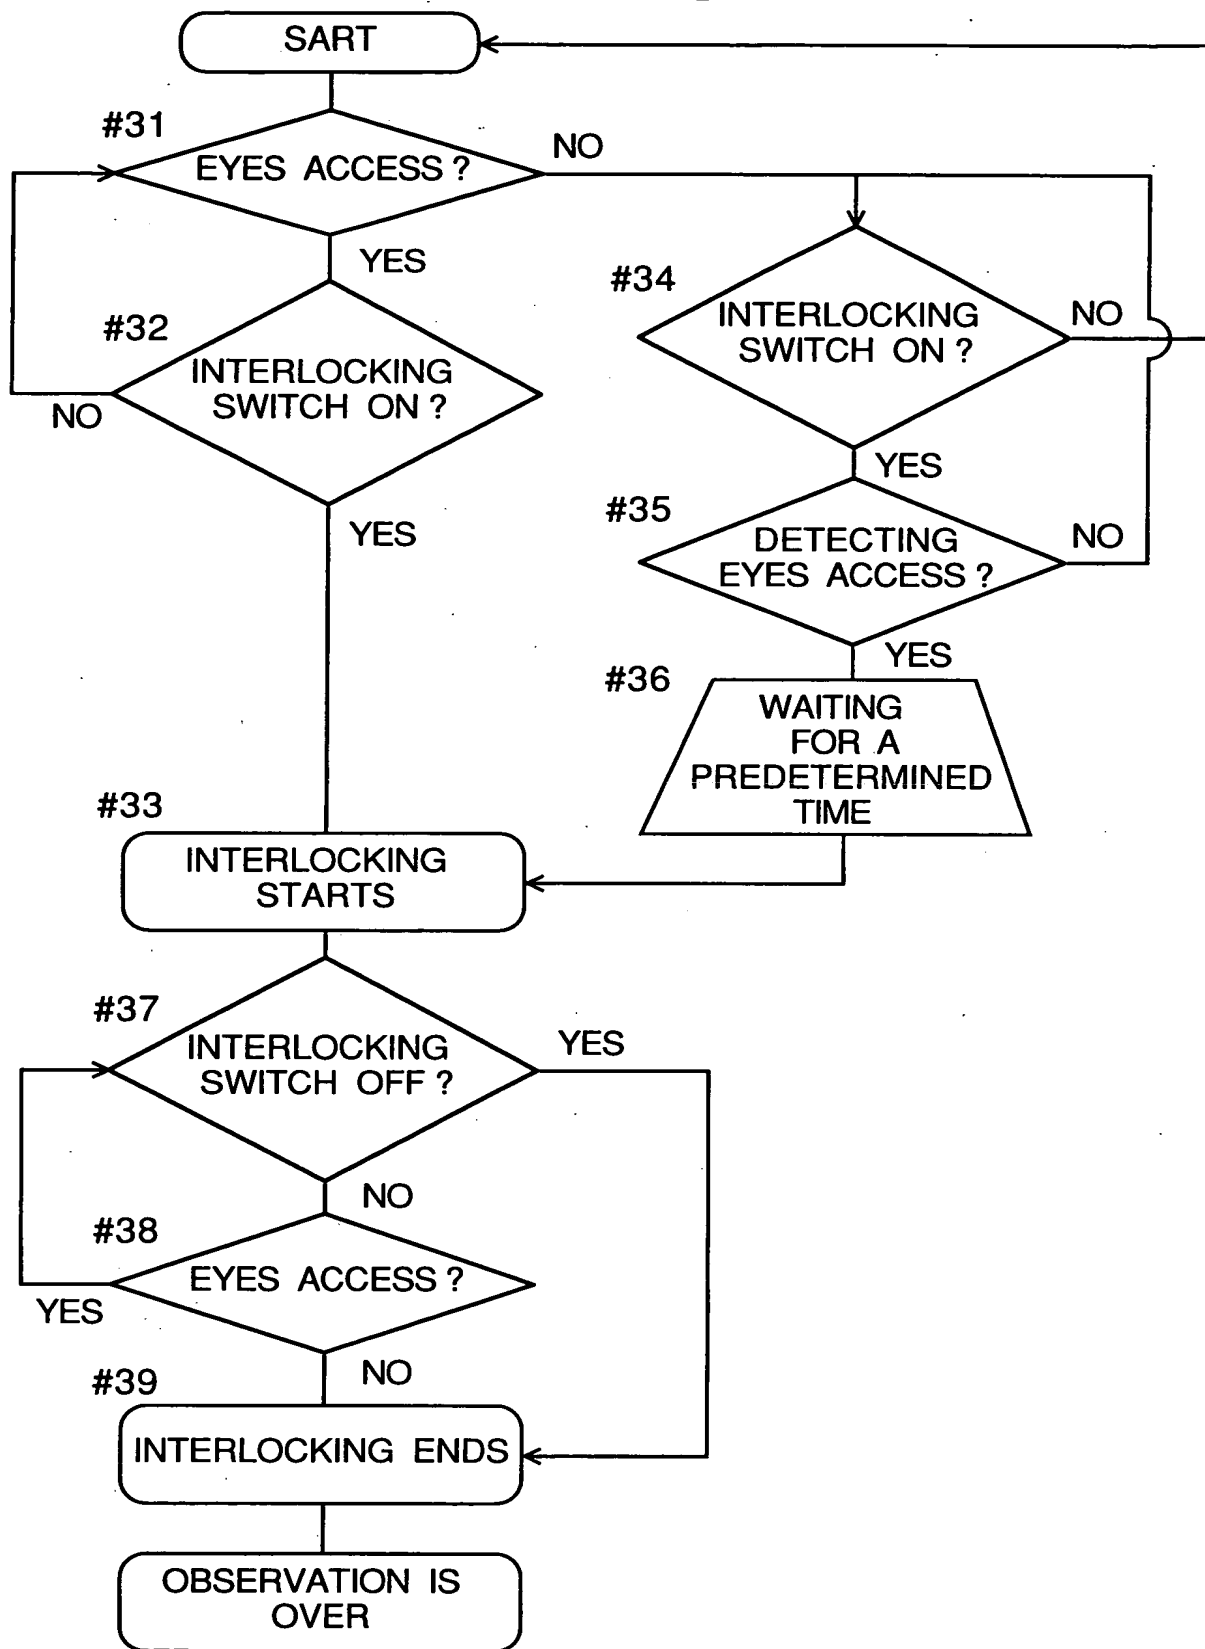 SART
#31
EYES ACCESS ?
NO
YES
#32
INTERLOCKING
SWITCH ON ?
NO
YES
#34
INTERLOCKING
SWITCH ON ?
NO
YES
#35
DETECTING
EYES ACCESS ?
NO
YES
#36
WAITING
FOR A
PREDETERMINED
TIME
#33
INTERLOCKING
STARTS
#37
INTERLOCKING
SWITCH OFF ?
YES
NO
#38
EYES ACCESS ?
YES
NO
#39
INTERLOCKING ENDS
OBSERVATION IS
OVER